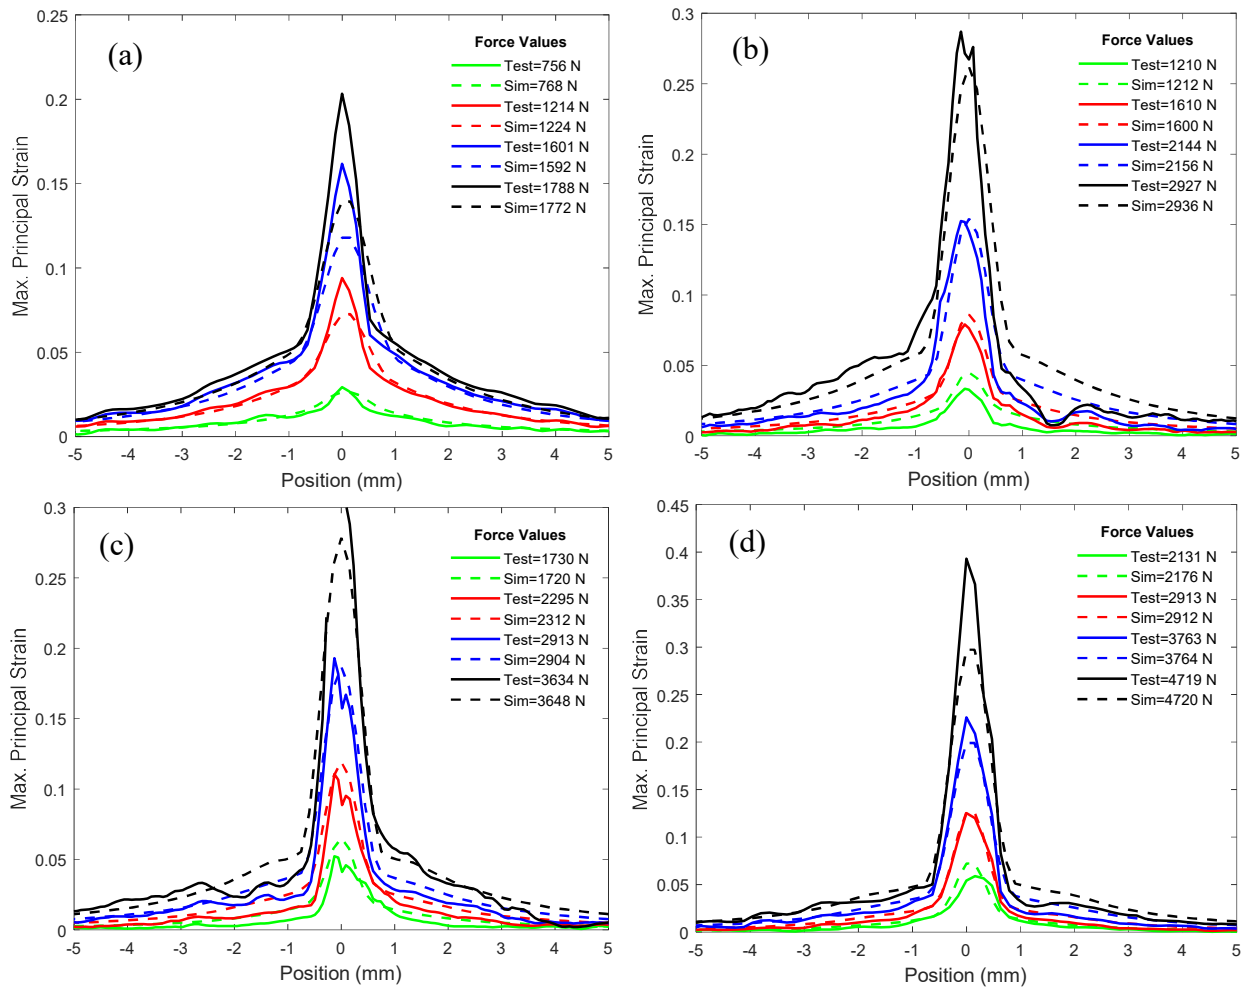 (a)
Force Values
Test=756 N
Sim=768 N
Test=1214 N
Sim=1224 N
Test=1601 N
Sim=1592 N
Test=1788 N
Sim=1772 N
0.25
0.2
0.15
0.1
0.05
0
Max. Principal Strain
-5 -4 -3 -2 -1 0 1 2 3 4 5
Position (mm)
(b)
Force Values
Test=1210 N
Sim=1212 N
Test=1610 N
Sim=1600 N
Test=2144 N
Sim=2156 N
Test=2927 N
Sim=2936 N
0.3
0.25
0.2
0.15
0.1
0.05
0
Max. Principal Strain
-5 -4 -3 -2 -1 0 1 2 3 4 5
Position (mm)
(c)
Force Values
Test=1730 N
Sim=1720 N
Test=2295 N
Sim=2312 N
Test=2913 N
Sim=2904 N
Test=3634 N
Sim=3648 N
0.3
0.25
0.2
0.15
0.1
0.05
0
Max. Principal Strain
-5 -4 -3 -2 -1 0 1 2 3 4 5
Position (mm)
(d)
Force Values
Test=2131 N
Sim=2176 N
Test=2913 N
Sim=2912 N
Test=3763 N
Sim=3764 N
Test=4719 N
Sim=4720 N
0.45
0.4
0.35
0.3
0.25
0.2
0.15
0.1
0.05
0
Max. Principal Strain
-5 -4 -3 -2 -1 0 1 2 3 4 5
Position (mm)